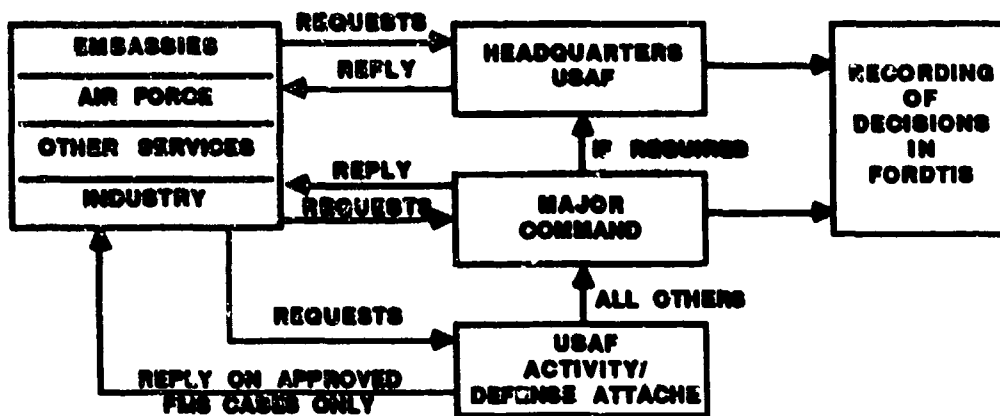 EMBASSIES
AIR FORCE
OTHER SERVICES
INDUSTRY
REQUESTS
REPLY
HEADQUARTERS
USAF
IF REQUIRED
REPLY
REQUESTS
MAJOR
COMMAND
ALL OTHERS
REQUESTS
USAF
ACTIVITY/
DEFENSE ATTACHE
REPLY ON APPROVED
FMS CASES ONLY
RECORDING
OF
DECISIONS
IN
FORDTIS